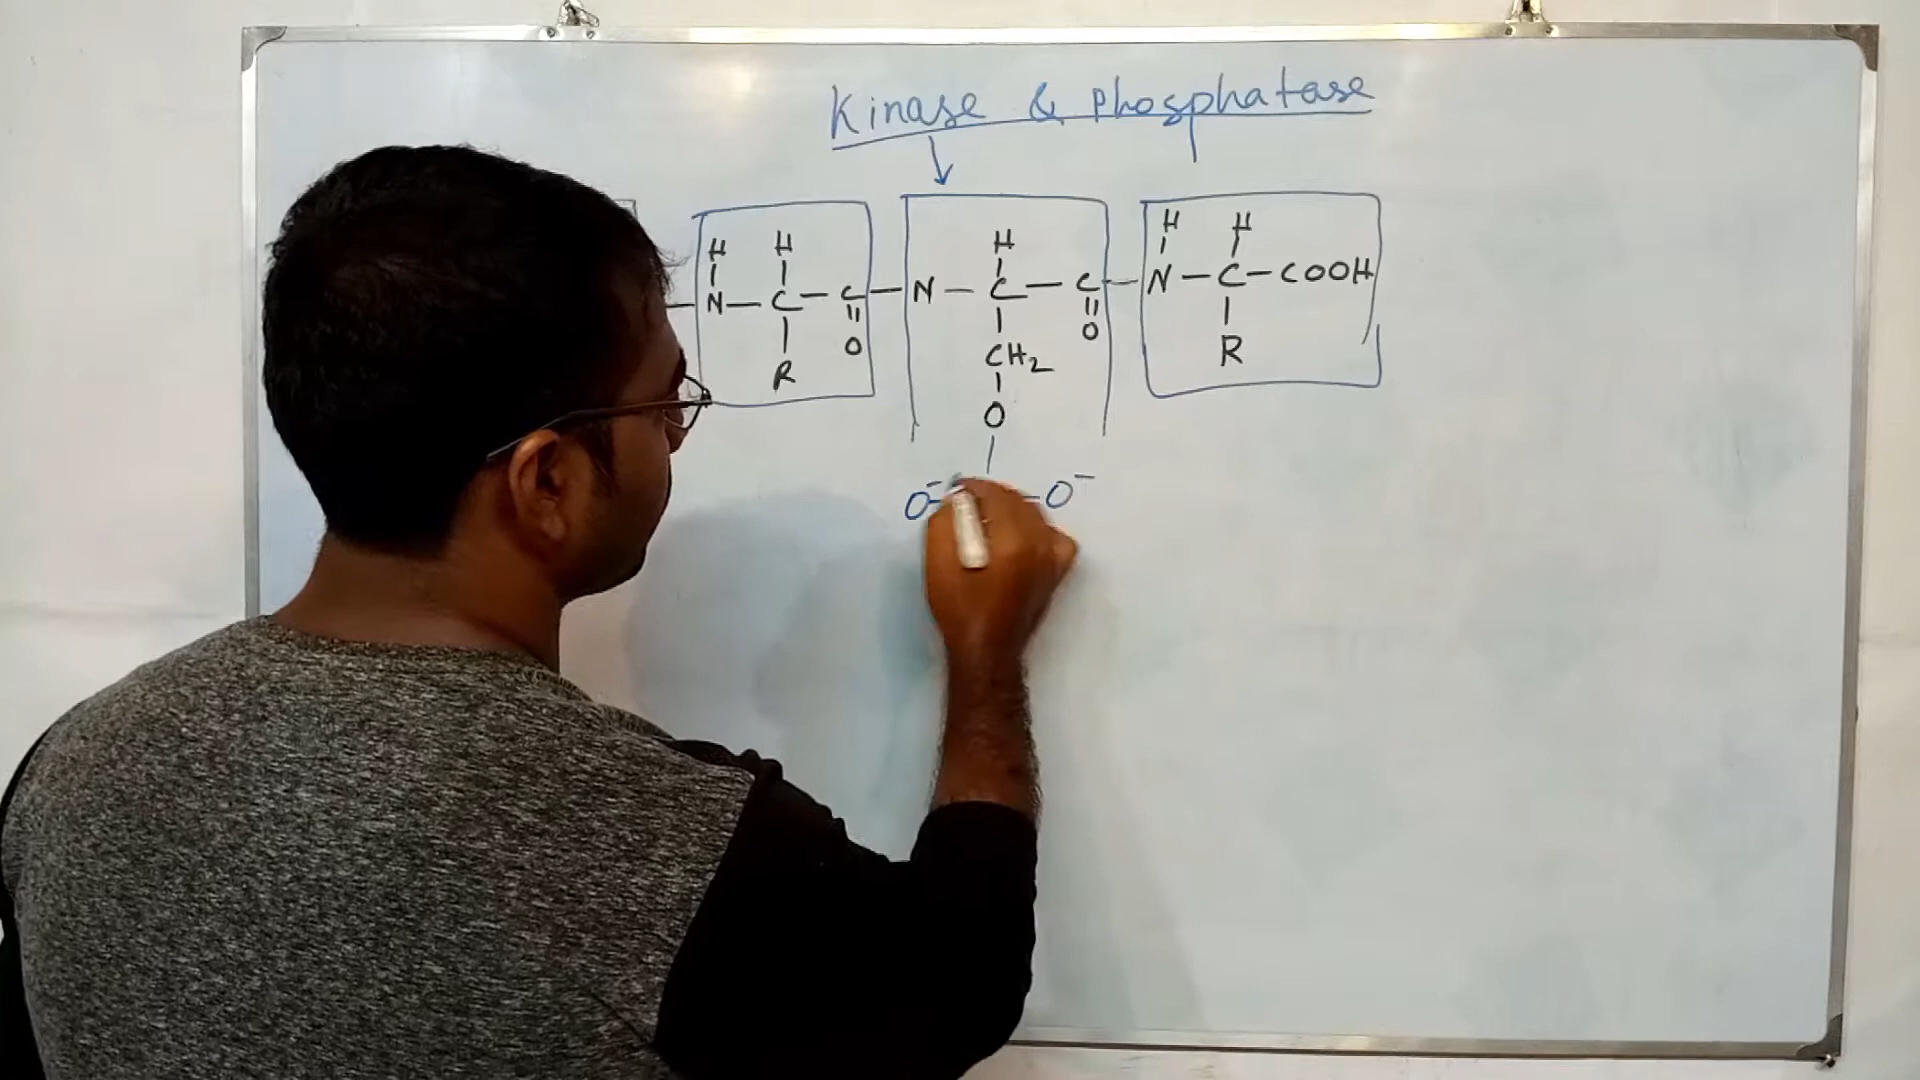 Kinase & Phosphatase
H H H H H
N — C — C — N — C — C — N — C — COOH
R O CH₂ O R
O
O⁻ — O⁻